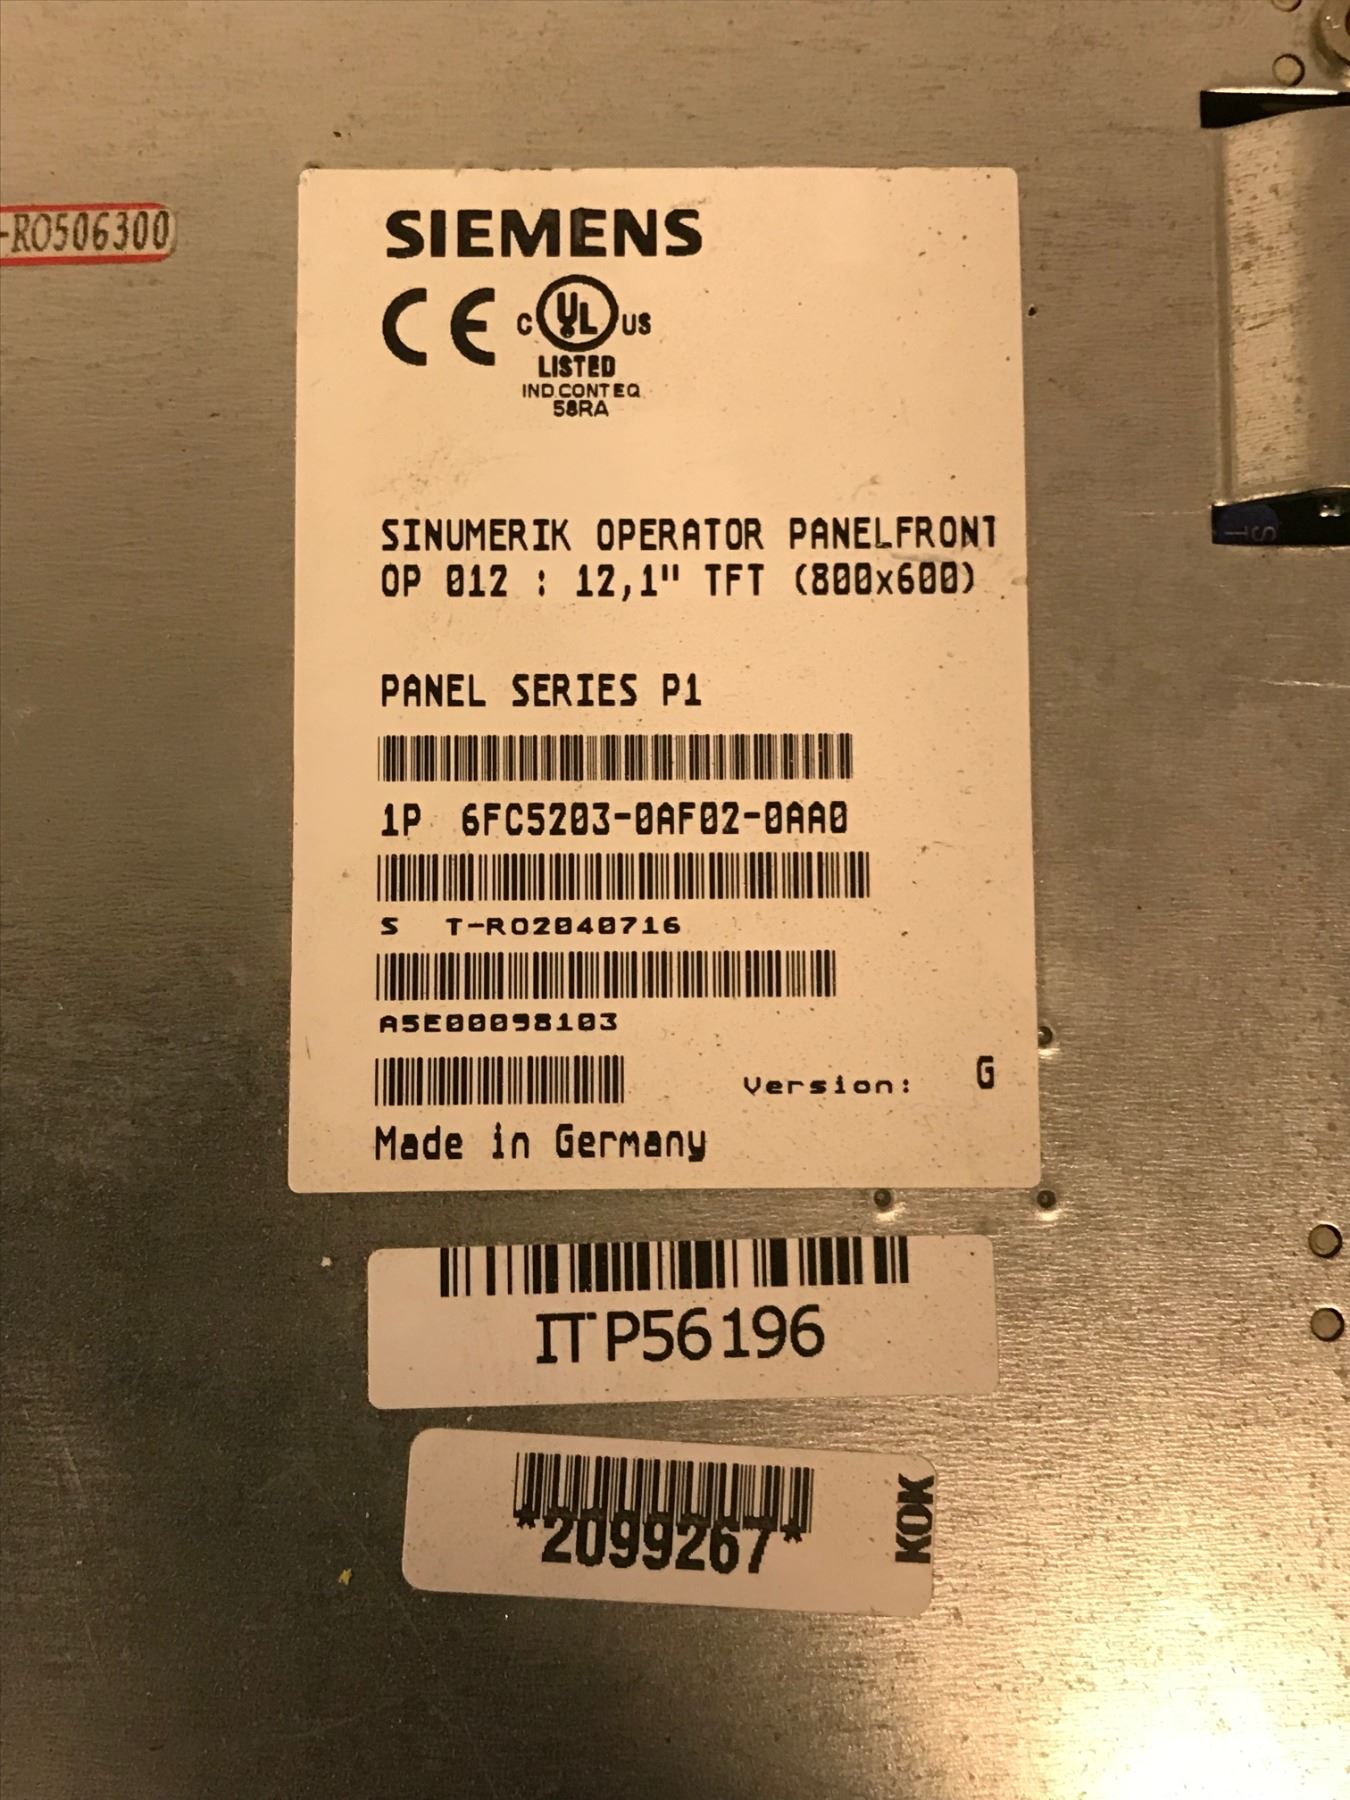 -RO506300
SIEMENS
CE C UL US
LISTED
IND.CONT EQ.
58RA
SINUMERIK OPERATOR PANELFRONT
OP 012 : 12,1" TFT (800x600)
PANEL SERIES P1
1P 6FC5203-0AF02-0AA0
S T-RO2040716
A5E00098103
Version: G
Made in Germany
ITP56196
*2099267*
KOK